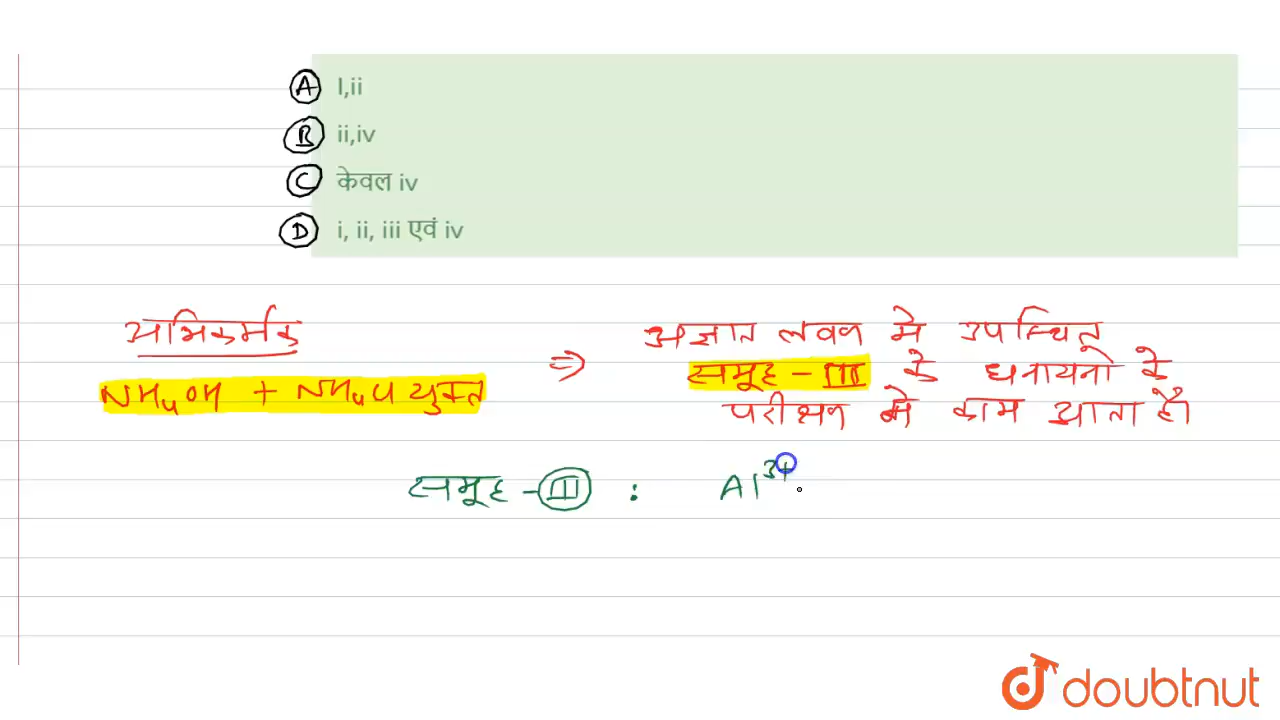 A I,ii
B ii,iv
C केवल iv
D i, ii, iii एवं iv
अभिकर्मक
NH4OH + NH4Cl युक्त
⇒ अज्ञात लवण मे उपस्थित
समूह - III के धनायनो के
परीक्षण मे काम आता है।
समूह - III : Al3+
doubtnut